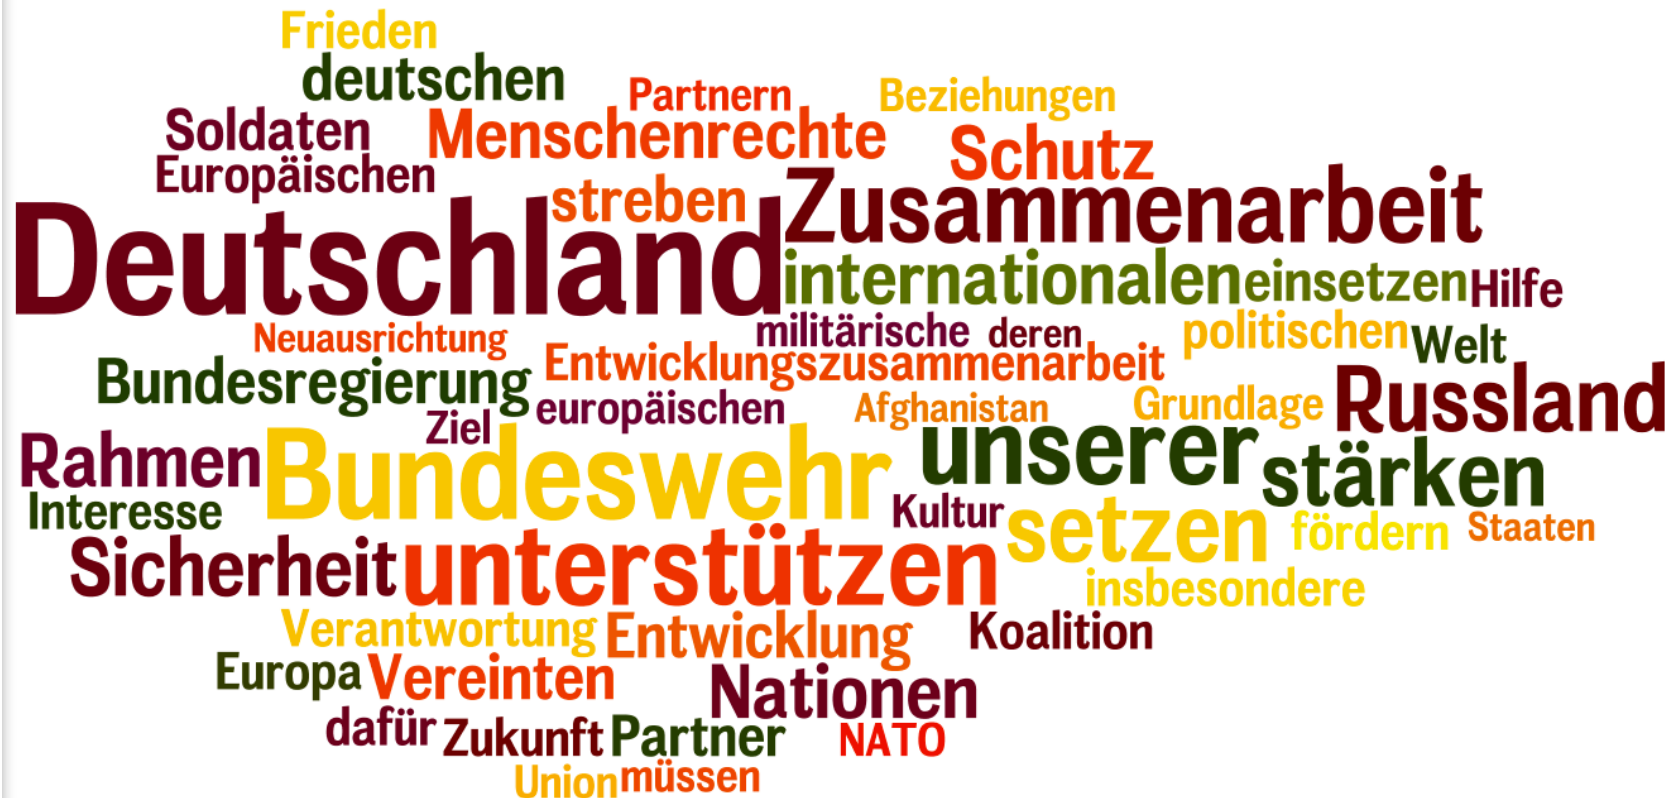 Frieden
deutschen
Partnern
Beziehungen
Soldaten
Menschenrechte
Schutz
Europäischen
streben
Zusammenarbeit
Deutschland
internationalen
einsetzen
Hilfe
Neuausrichtung
militärische
deren
politischen
Welt
Bundesregierung
Entwicklungszusammenarbeit
Russland
Ziel
europäischen
Afghanistan
Grundlage
Rahmen
Bundeswehr
unserer
stärken
Interesse
Kultur
setzen
fördern
Staaten
Sicherheit
unterstützen
insbesondere
Verantwortung
Entwicklung
Koalition
Europa
Vereinten
Nationen
dafür
Zukunft
Partner
NATO
Union
müssen